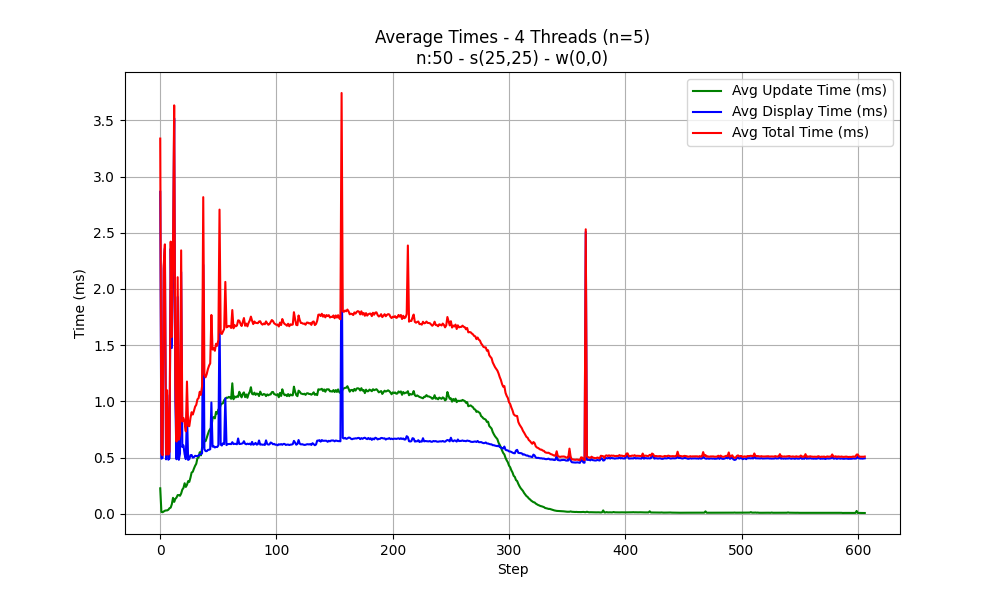 Average Times - 4 Threads (n=5)
n:50 - s(25,25) - w(0,0)
Avg Update Time (ms)
Avg Display Time (ms)
Avg Total Time (ms)
Time (ms)
3.5
3.0
2.5
2.0
1.5
1.0
0.5
0.0
0 100 200 300 400 500 600
Step